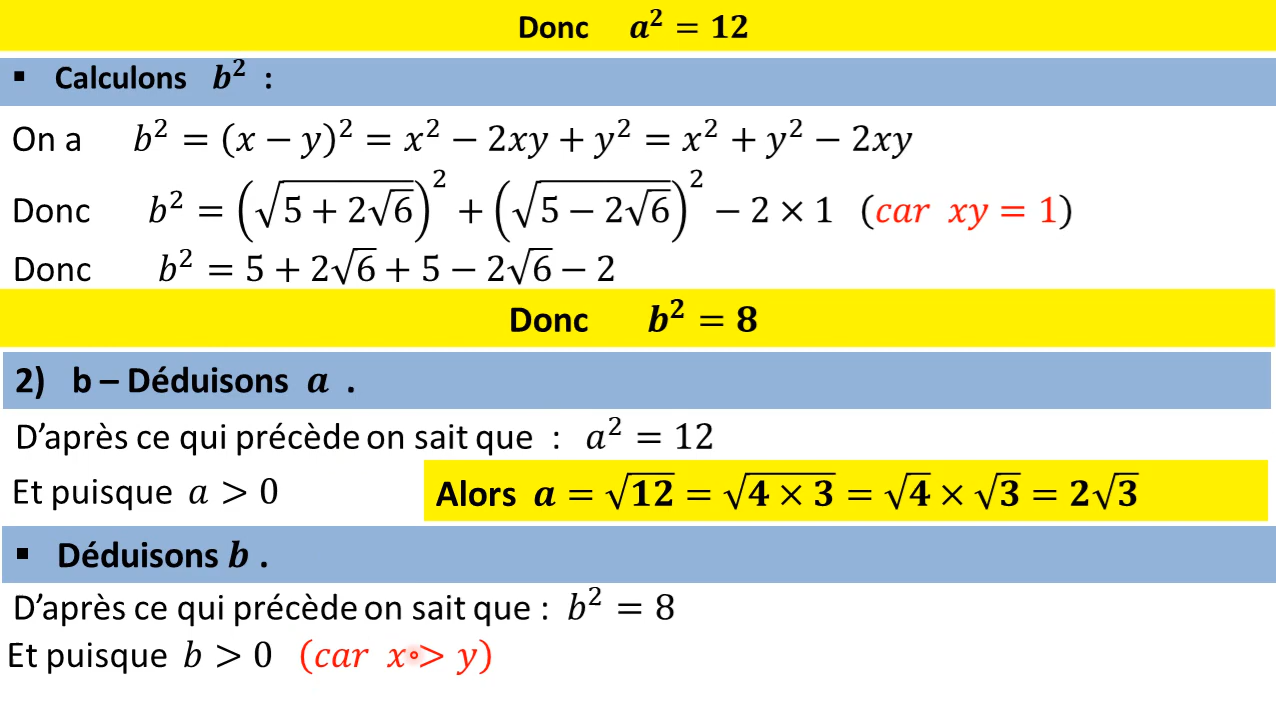 Donc a² = 12
▪ Calculons b² :
On a b² = (x − y)² = x² − 2xy + y² = x² + y² − 2xy
Donc b² = (√(5 + 2√6))² + (√(5 − 2√6))² − 2 × 1 (car xy = 1)
Donc b² = 5 + 2√6 + 5 − 2√6 − 2
Donc b² = 8
2) b – Déduisons a .
D’après ce qui précède on sait que : a² = 12
Et puisque a > 0 Alors a = √12 = √(4 × 3) = √4 × √3 = 2√3
▪ Déduisons b .
D’après ce qui précède on sait que : b² = 8
Et puisque b > 0 (car x > y)